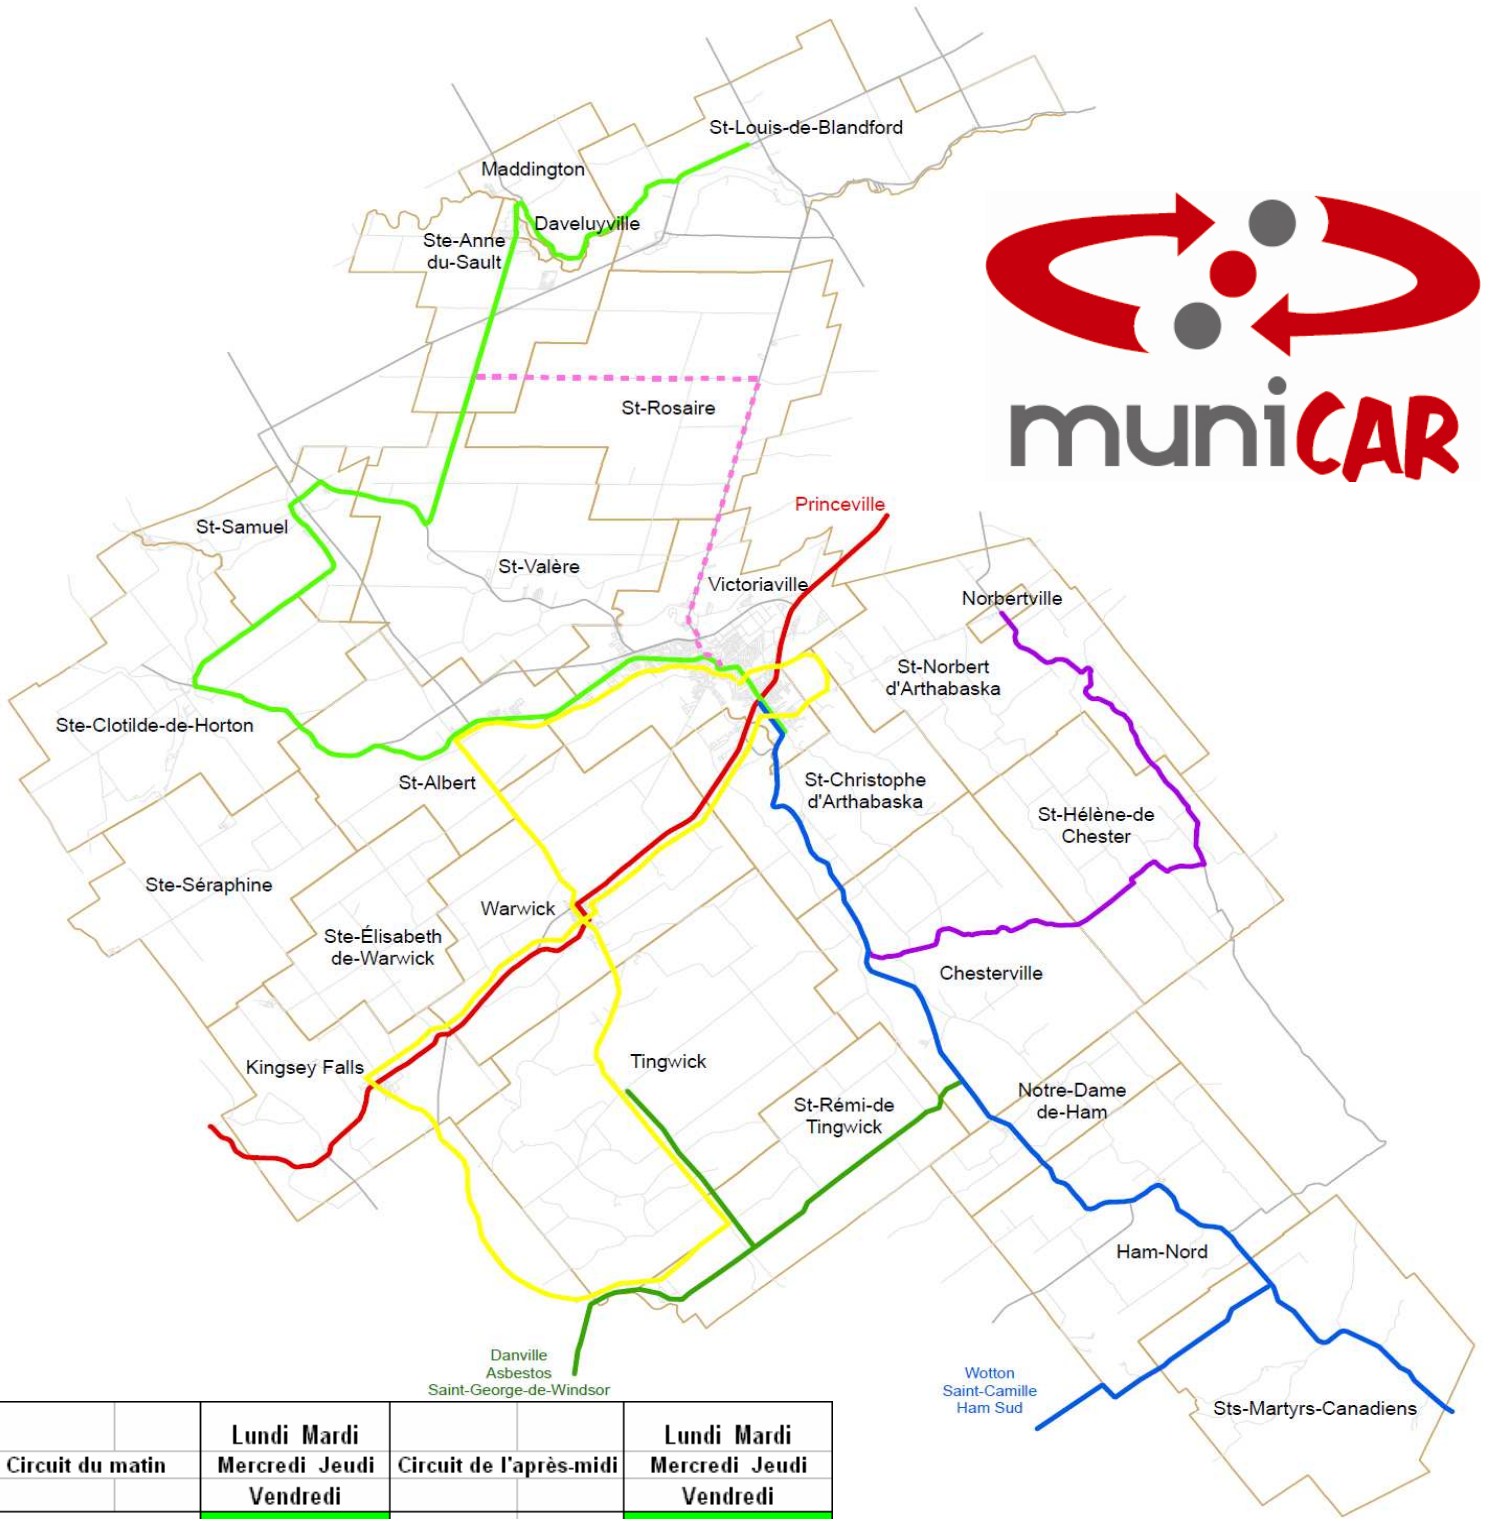 St-Louis-de-Blandford
Maddington
Daveluyville
Ste-Anne
du-Sault
muniCAR
St-Rosaire
Princeville
St-Samuel
St-Valère
Victoriaville
Norbertville
St-Norbert
d'Arthabaska
Ste-Clotilde-de-Horton
St-Albert
St-Christophe
d'Arthabaska
St-Hélène-de
Chester
Ste-Séraphine
Warwick
Ste-Élisabeth
de-Warwick
Chesterville
Kingsey Falls
Tingwick
St-Rémi-de
Tingwick
Notre-Dame
de-Ham
Ham-Nord
Danville
Asbestos
Saint-George-de-Windsor
Wotton
Saint-Camille
Ham Sud
Sts-Martyrs-Canadiens
Lundi Mardi Lundi Mardi
Circuit du matin Mercredi Jeudi Circuit de l'après-midi Mercredi Jeudi
Vendredi Vendredi